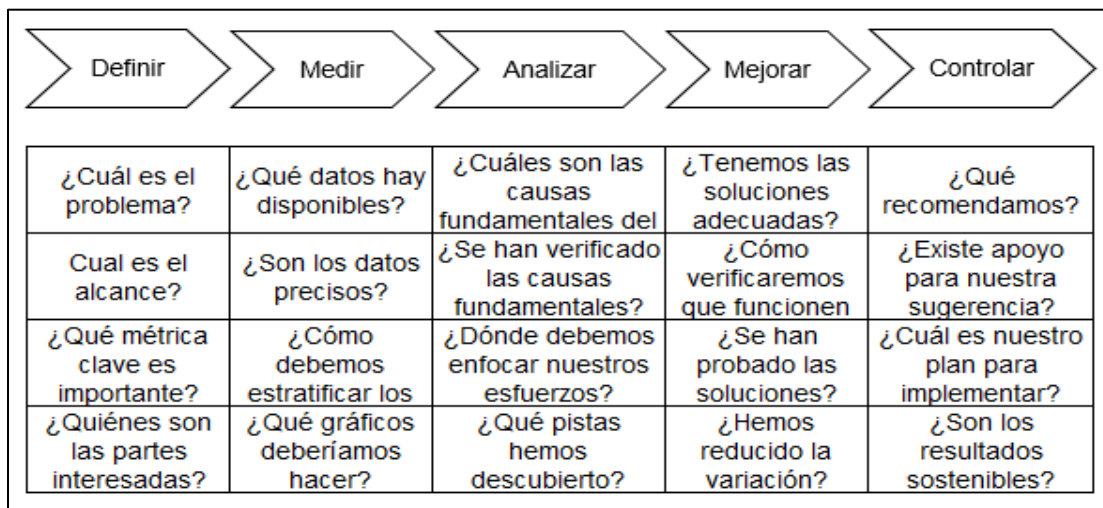 Definir
Medir
Analizar
Mejorar
Controlar
¿Cuál es el
problema?
¿Qué datos hay
disponibles?
¿Cuáles son las
causas
fundamentales del
¿Tenemos las
soluciones
adecuadas?
¿Qué
recomendamos?
Cual es el
alcance?
¿Son los datos
precisos?
¿Se han verificado
las causas
fundamentales?
¿Cómo
verificaremos
que funcionen
¿Existe apoyo
para nuestra
sugerencia?
¿Qué métrica
clave es
importante?
¿Cómo
debemos
estratificar los
¿Dónde debemos
enfocar nuestros
esfuerzos?
¿Se han
probado las
soluciones?
¿Cuál es nuestro
plan para
implementar?
¿Quiénes son
las partes
interesadas?
¿Qué gráficos
deberíamos
hacer?
¿Qué pistas
hemos
descubierto?
¿Hemos
reducido la
variación?
¿Son los
resultados
sostenibles?